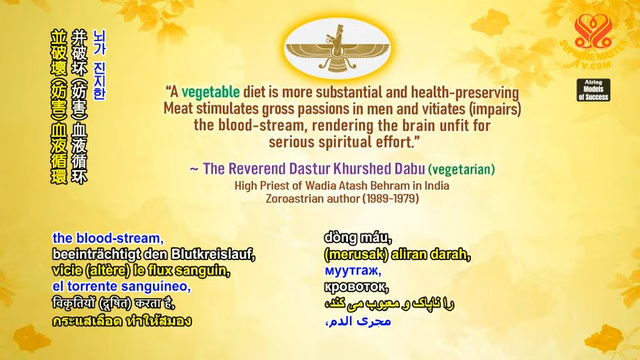 뇌가 진지한
并破坏(妨害)血液循环
並破壞(妨害)血液循環
SUPREME MASTER
TV.COM
Airing
Models
of Success
“A vegetable diet is more substantial and health-preserving
Meat stimulates gross passions in men and vitiates (impairs)
the blood-stream, rendering the brain unfit for
serious spiritual effort.”
~ The Reverend Dastur Khurshed Dabu (vegetarian)
High Priest of Wadia Atash Behram in India
Zoroastrian author (1989-1979)
the blood-stream,
beeinträchtigt den Blutkreislauf,
vicie (altère) le flux sanguin,
el torrente sanguíneo,
विकृतियों (दूषित) करता है,
กระแสเลือด ทำให้สมอง
dòng máu,
(merusak) aliran darah,
муутгаж,
кровоток,
را ناپاک و معیوب می کند،
مجرى الدم،